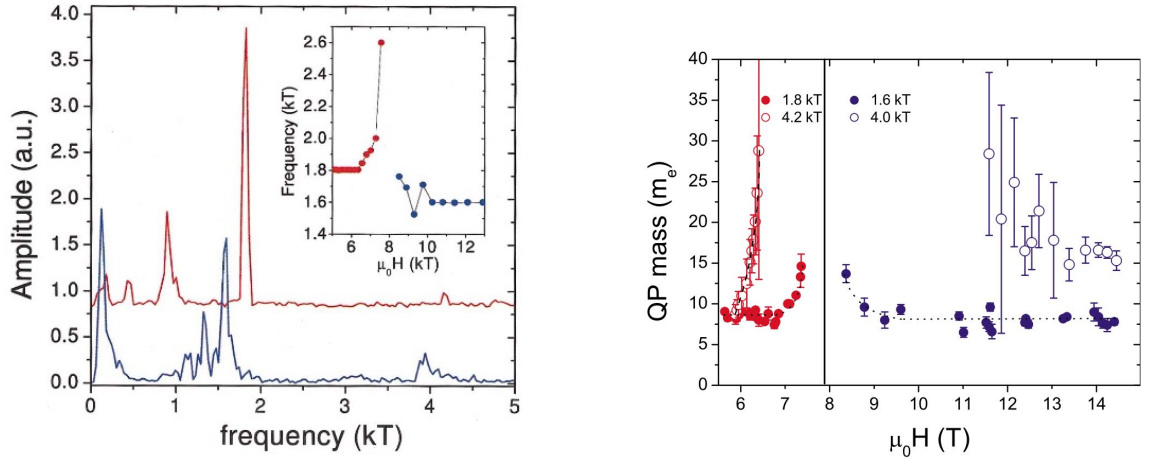 4.0
3.5
3.0
2.5
2.0
1.5
1.0
0.5
0.0
Amplitude (a.u.)
0 1 2 3 4 5
frequency (kT)
2.6
2.4
2.2
2.0
1.8
1.6
1.4
Frequency (kT)
6 8 10 12
μ₀H (kT)
40
35
30
25
20
15
10
5
0
QP mass (mₑ)
1.8 kT
4.2 kT
1.6 kT
4.0 kT
6 7 8 9 10 11 12 13 14
μ₀H (T)